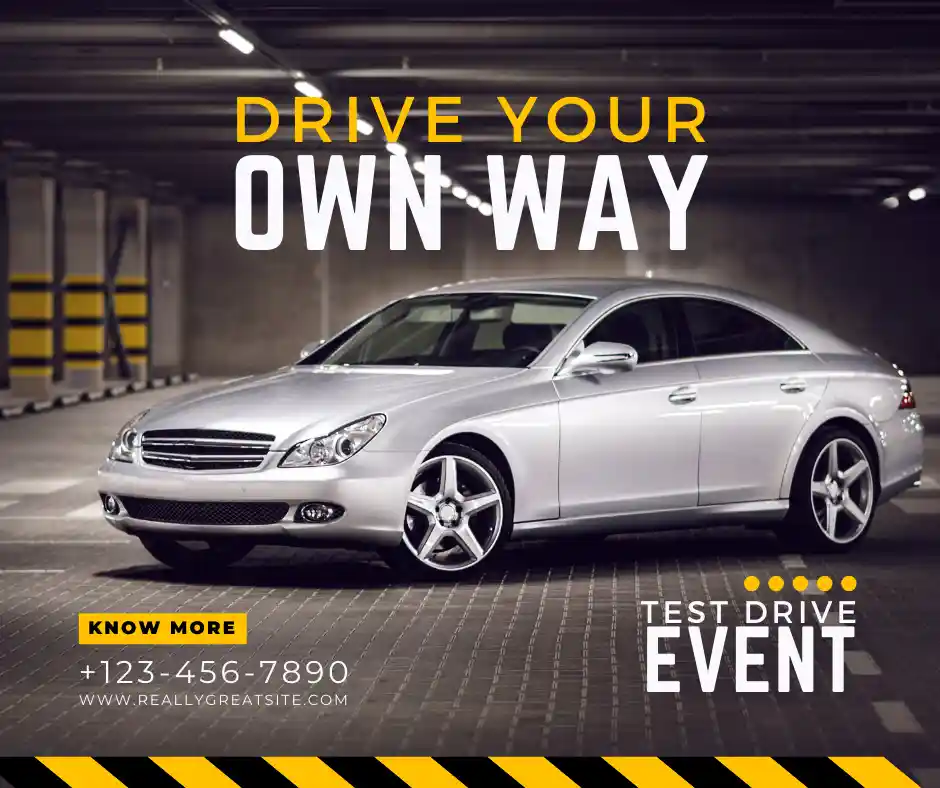 DRIVE YOUR
OWN WAY
KNOW MORE
+123-456-7890
WWW.REALLYGREATSITE.COM
TEST DRIVE
EVENT